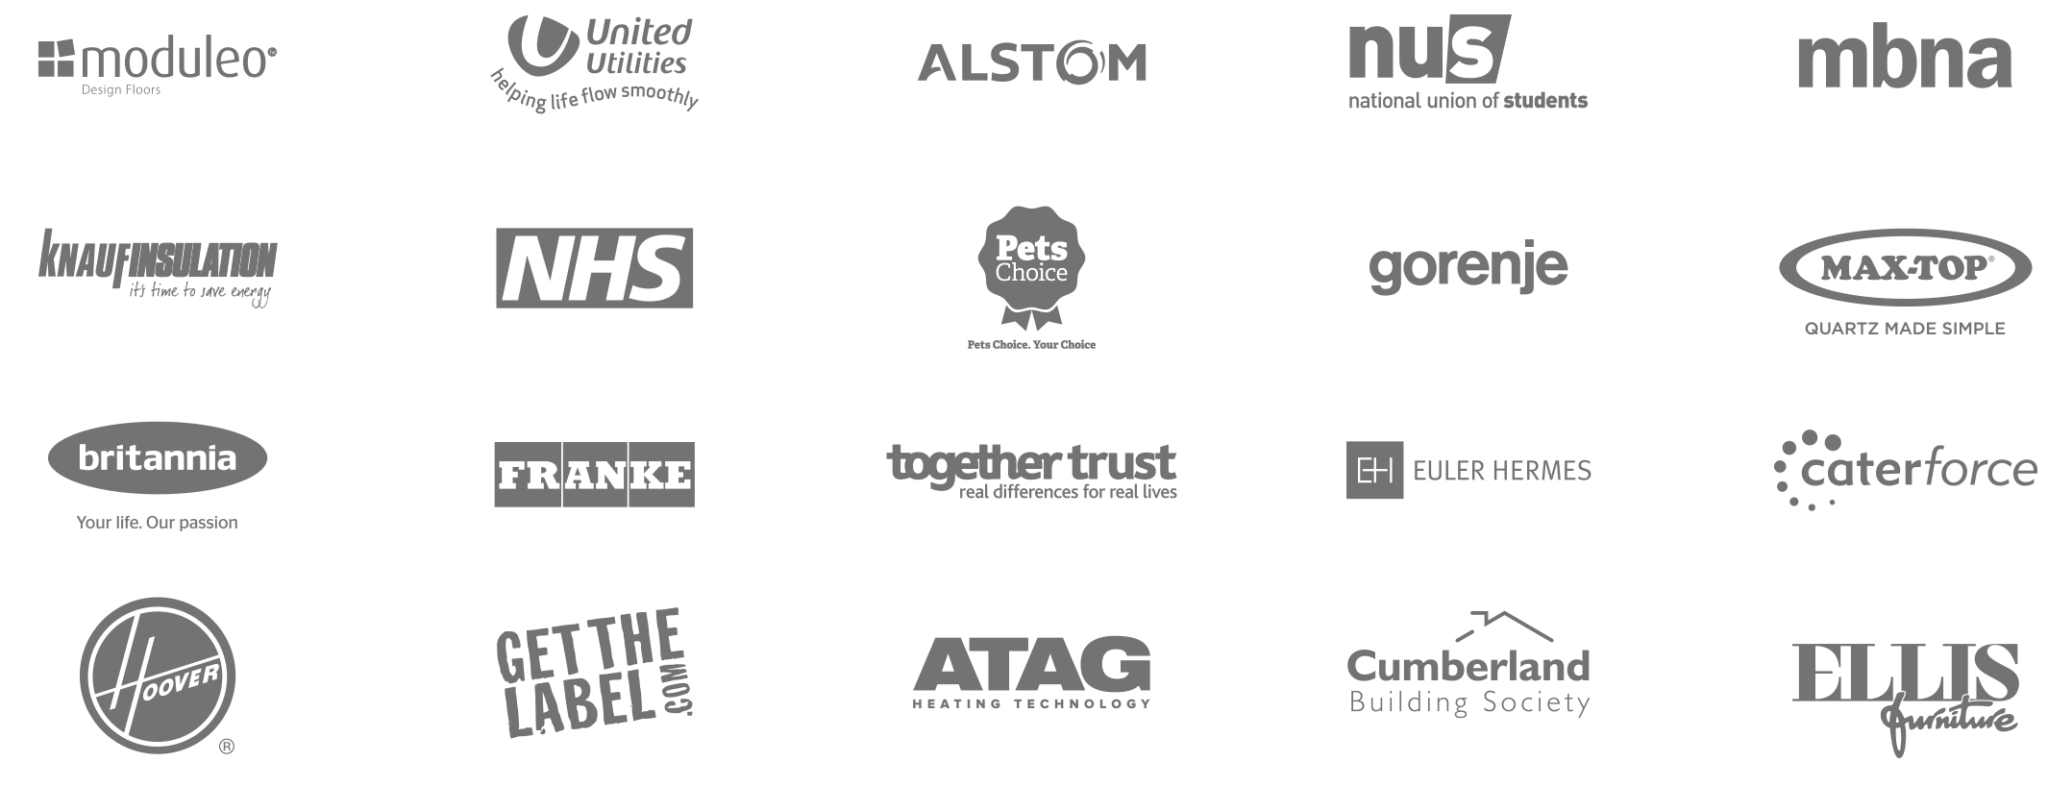 moduleo
Design Floors
United
Utilities
helping life flow smoothly
ALSTOM
nus
national union of students
mbna
KNAUFINSULATION
it's time to save energy
NHS
Pets
Choice
Pets Choice. Your Choice
gorenje
MAX-TOP®
QUARTZ MADE SIMPLE
britannia
Your life. Our passion
FRANKE
together trust
real differences for real lives
EH EULER HERMES
caterforce
HOOVER
®
GET THE
LABEL
.COM
ATAG
HEATING TECHNOLOGY
Cumberland
Building Society
ELLIS
furniture